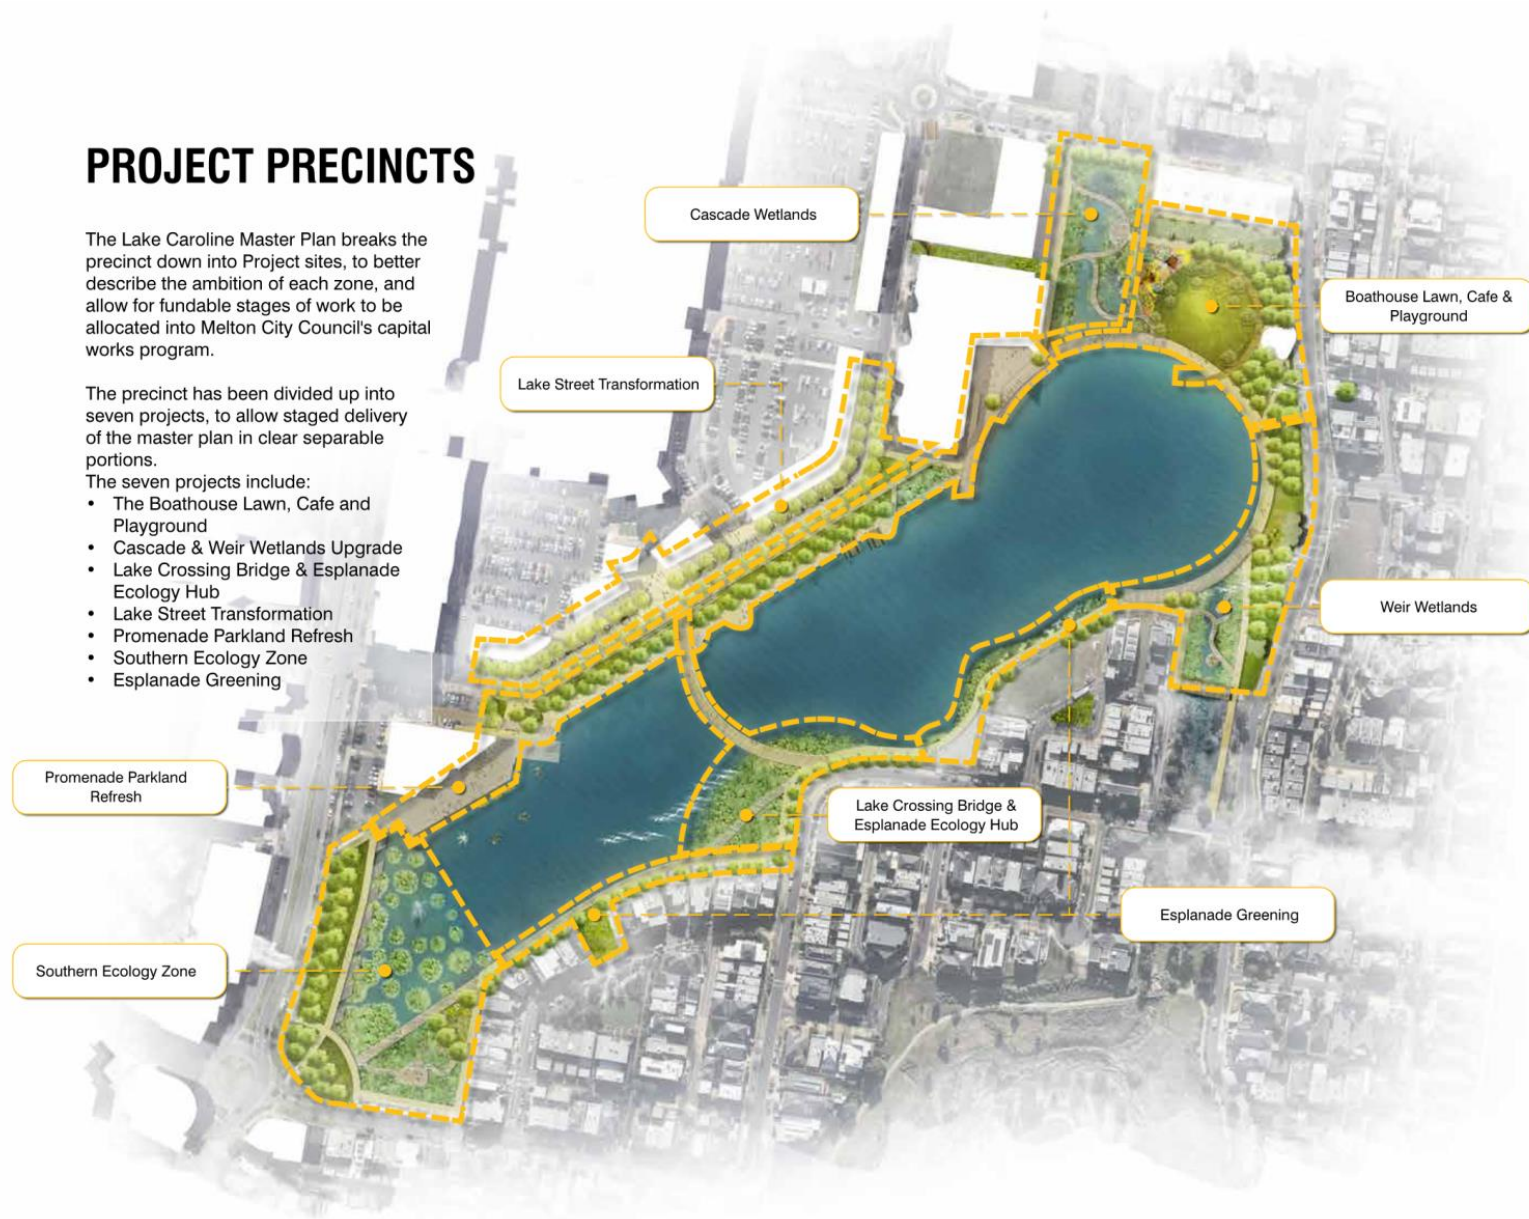 PROJECT PRECINCTS
The Lake Caroline Master Plan breaks the
precinct down into Project sites, to better
describe the ambition of each zone, and
allow for fundable stages of work to be
allocated into Melton City Council's capital
works program.
The precinct has been divided up into
seven projects, to allow staged delivery
of the master plan in clear separable
portions.
The seven projects include:
• The Boathouse Lawn, Cafe and
Playground
• Cascade & Weir Wetlands Upgrade
• Lake Crossing Bridge & Esplanade
Ecology Hub
• Lake Street Transformation
• Promenade Parkland Refresh
• Southern Ecology Zone
• Esplanade Greening
Cascade Wetlands
Boathouse Lawn, Cafe &
Playground
Lake Street Transformation
Weir Wetlands
Promenade Parkland
Refresh
Lake Crossing Bridge &
Esplanade Ecology Hub
Esplanade Greening
Southern Ecology Zone